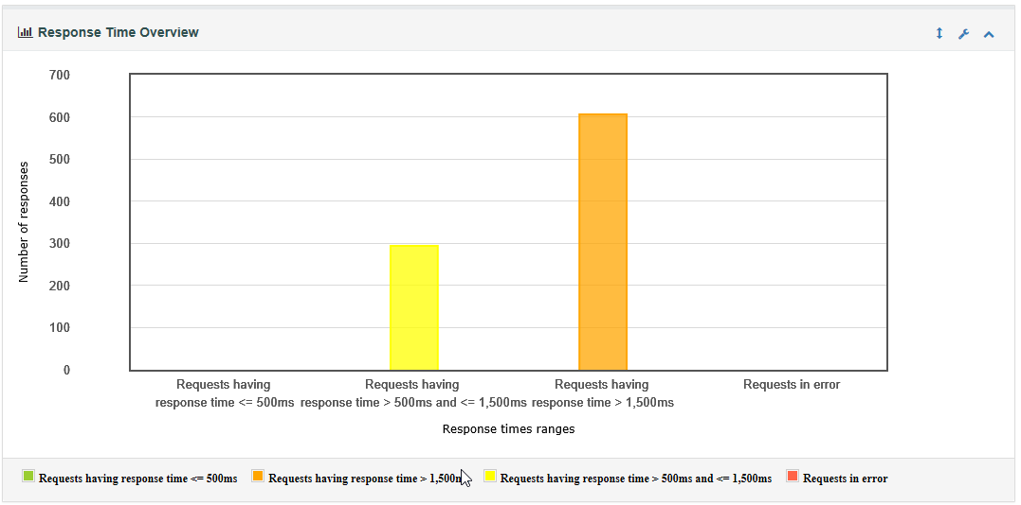 Response Time Overview
700
600
500
400
300
200
100
0
Number of responses
Requests having
response time <= 500ms
Requests having
response time > 500ms and <= 1,500ms
Requests having
response time > 1,500ms
Requests in error
Response times ranges
Requests having response time <= 500ms
Requests having response time > 1,500m
Requests having response time > 500ms and <= 1,500ms
Requests in error